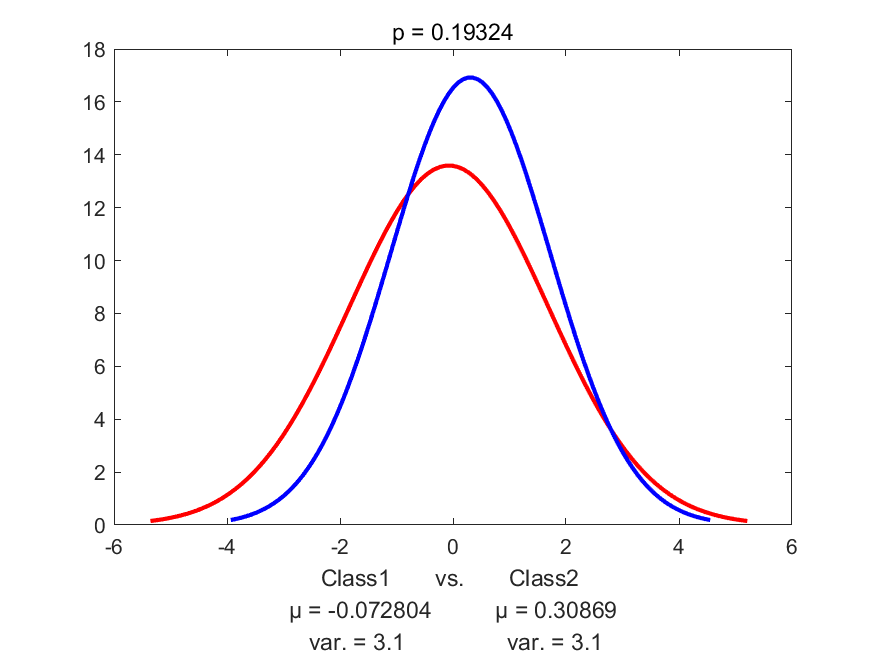 p = 0.19324
18
16
14
12
10
8
6
4
2
0
-6 -4 -2 0 2 4 6
Class1 vs. Class2
μ = -0.072804 μ = 0.30869
var. = 3.1 var. = 3.1